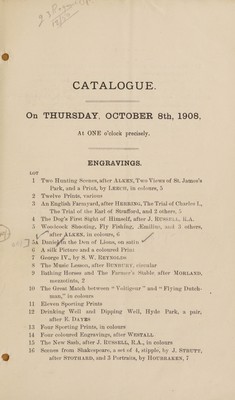 CATALOGUE.
On THURSDAY, OCTOBER 8th, 1908,
At ONE o'clock precisely.
ENGRAVINGS.
LOT
1 Two Hunting Scenes, after ALKEN, Two Views of St. James's
Park, and a Print, by LEECH, in colours, 5
2 Twelve Prints, various
3 An English Farmyard, after HERRING, The Trial of Charles I.,
The Trial of the Earl of Strafford, and 2 others, 5
4 The Dog's First Sight of Himself, after J. RUSSELL, R.A.
5 Woodcock Shooting, Fly Fishing, and 3 others,
after ALKEN, in colours, 6
5A Daniel in the Den of Lions, on satin
6 A silk Picture and a coloured Print
7 George IV., by S. W. REYNOLDS
8 The Music Lesson, after BUNBURY, circular
9 Bathing Horses and The Farmer's Stable after MORLAND,
mezzotints, 2
10 The Great Match between "Voltigeur" and "Flying Dutch-
man," in colours
11 Eleven Sporting Prints
12 Drinking Well and Dipping Well, Hyde Park, a pair,
after E. DAYES
13 Four Sporting Prints, in colours
14 Four coloured Engravings, after WESTALL
15 The New Sash, after J. RUSSELL, R.A., in colours
16 Scenes from Shakespeare, a set of 4, stipple, by J. STRUTT,
after STOTHARD, and 3 Portraits, by HOUBRAKEN, 7